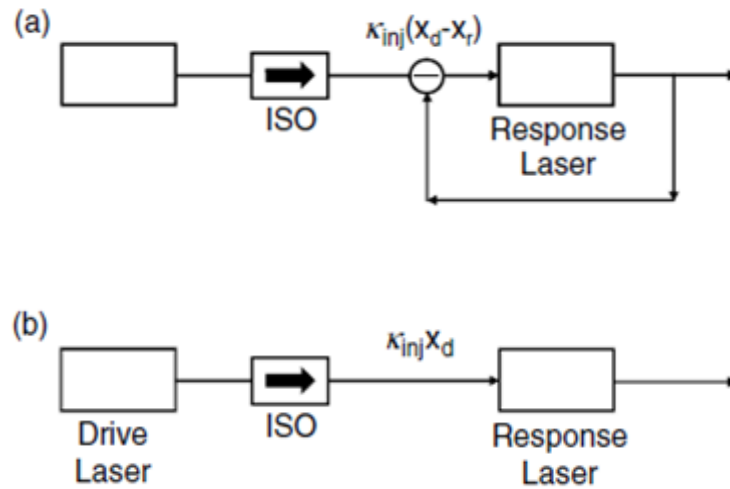 (a)
κinj(xd-xr)
ISO
Response
Laser
(b)
κinjxd
Drive
Laser
ISO
Response
Laser